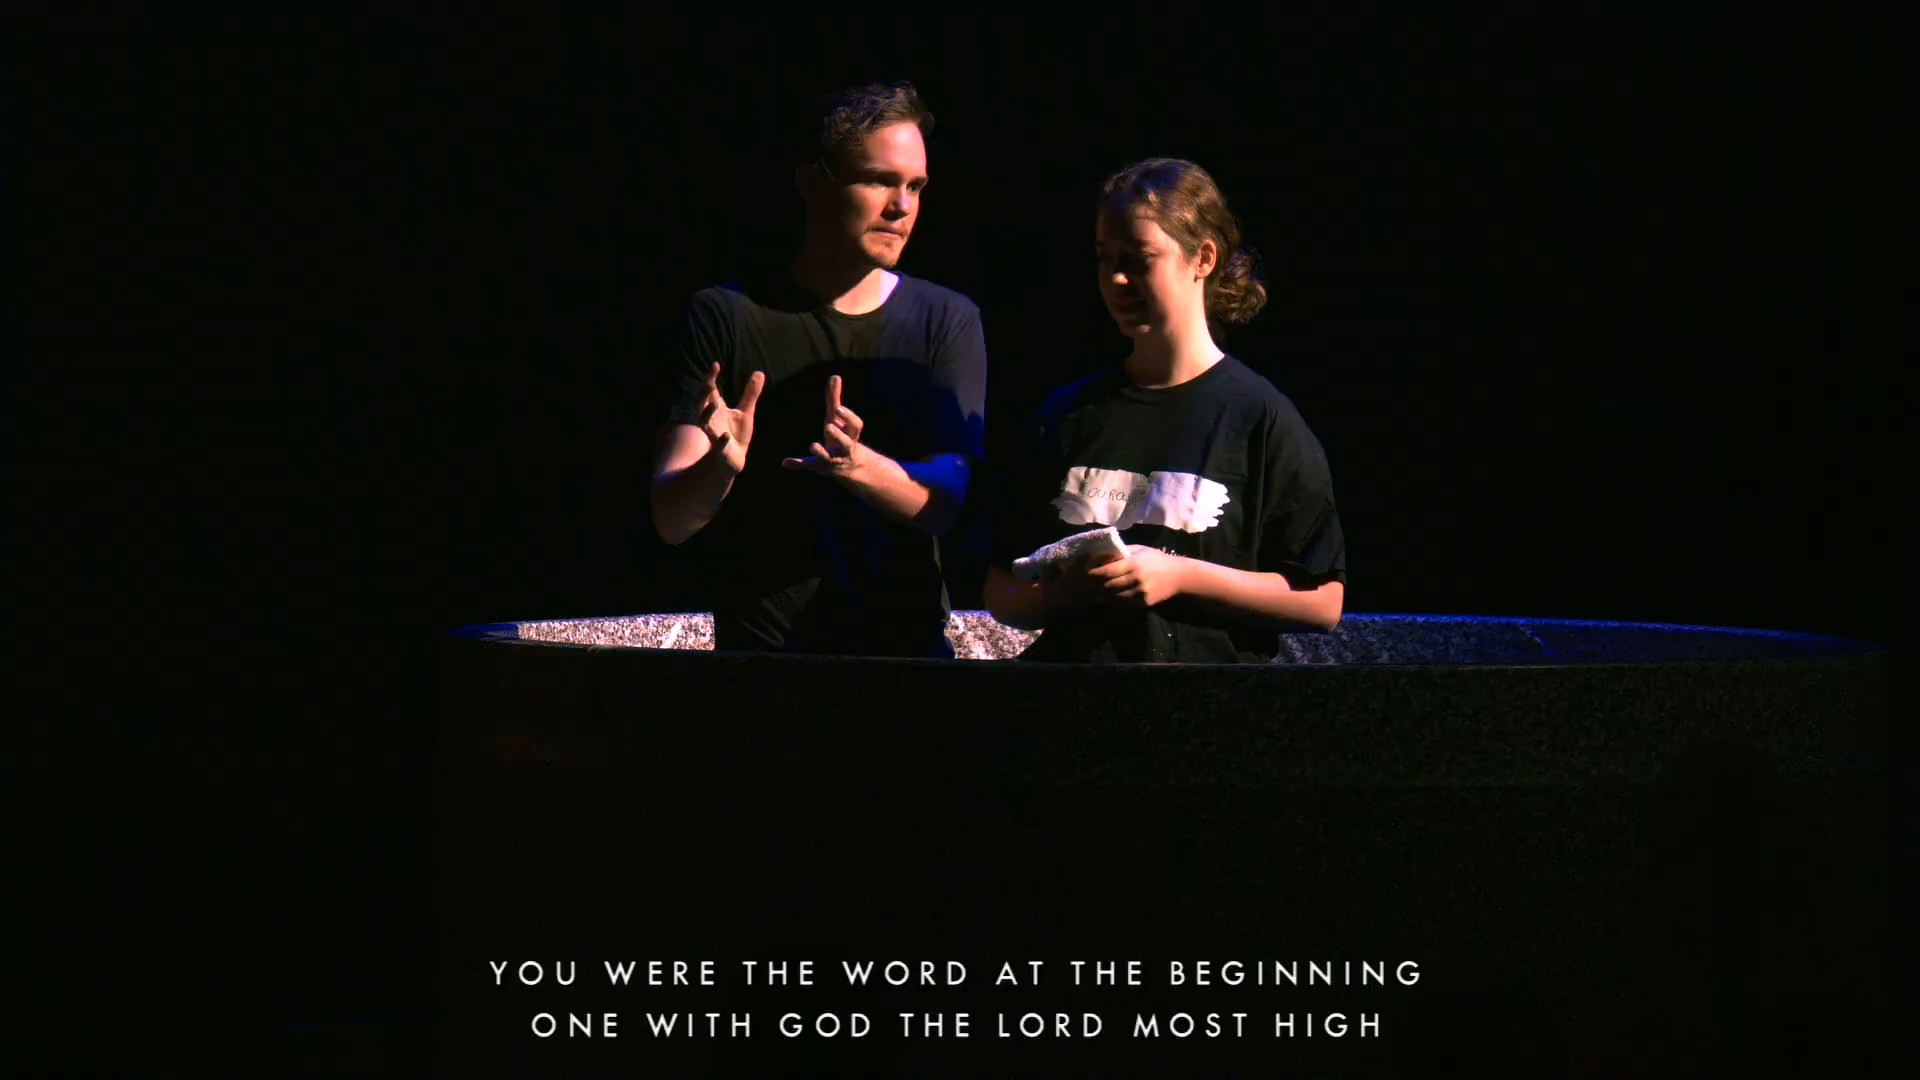 YOU WERE THE WORD AT THE BEGINNING
ONE WITH GOD THE LORD MOST HIGH